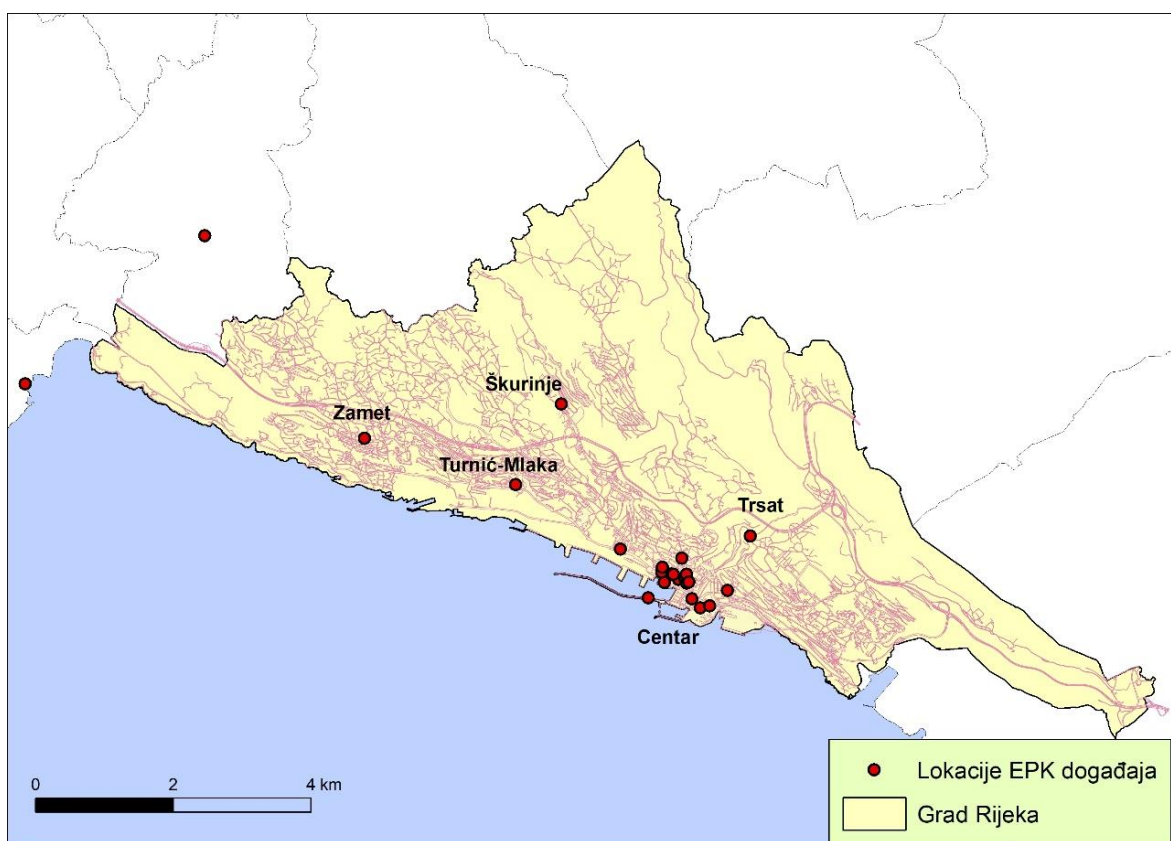 Škurinje
Zamet
Turnić-Mlaka
Trsat
Centar
0 2 4 km
Lokacije EPK događaja
Grad Rijeka